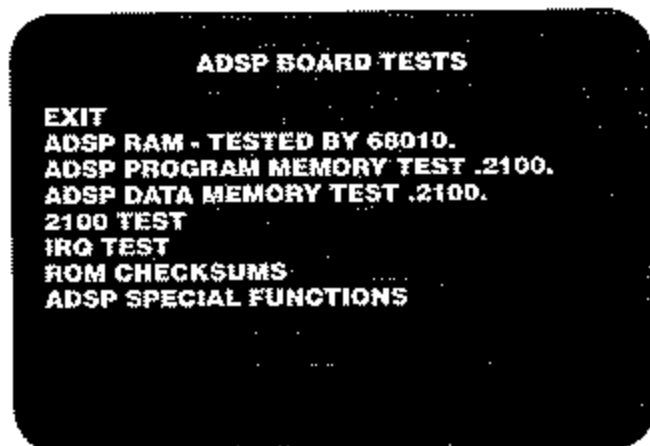 ADSP BOARD TESTS
EXIT
ADSP RAM - TESTED BY 68010.
ADSP PROGRAM MEMORY TEST .2100.
ADSP DATA MEMORY TEST .2100.
2100 TEST
IRQ TEST
ROM CHECKSUMS
ADSP SPECIAL FUNCTIONS